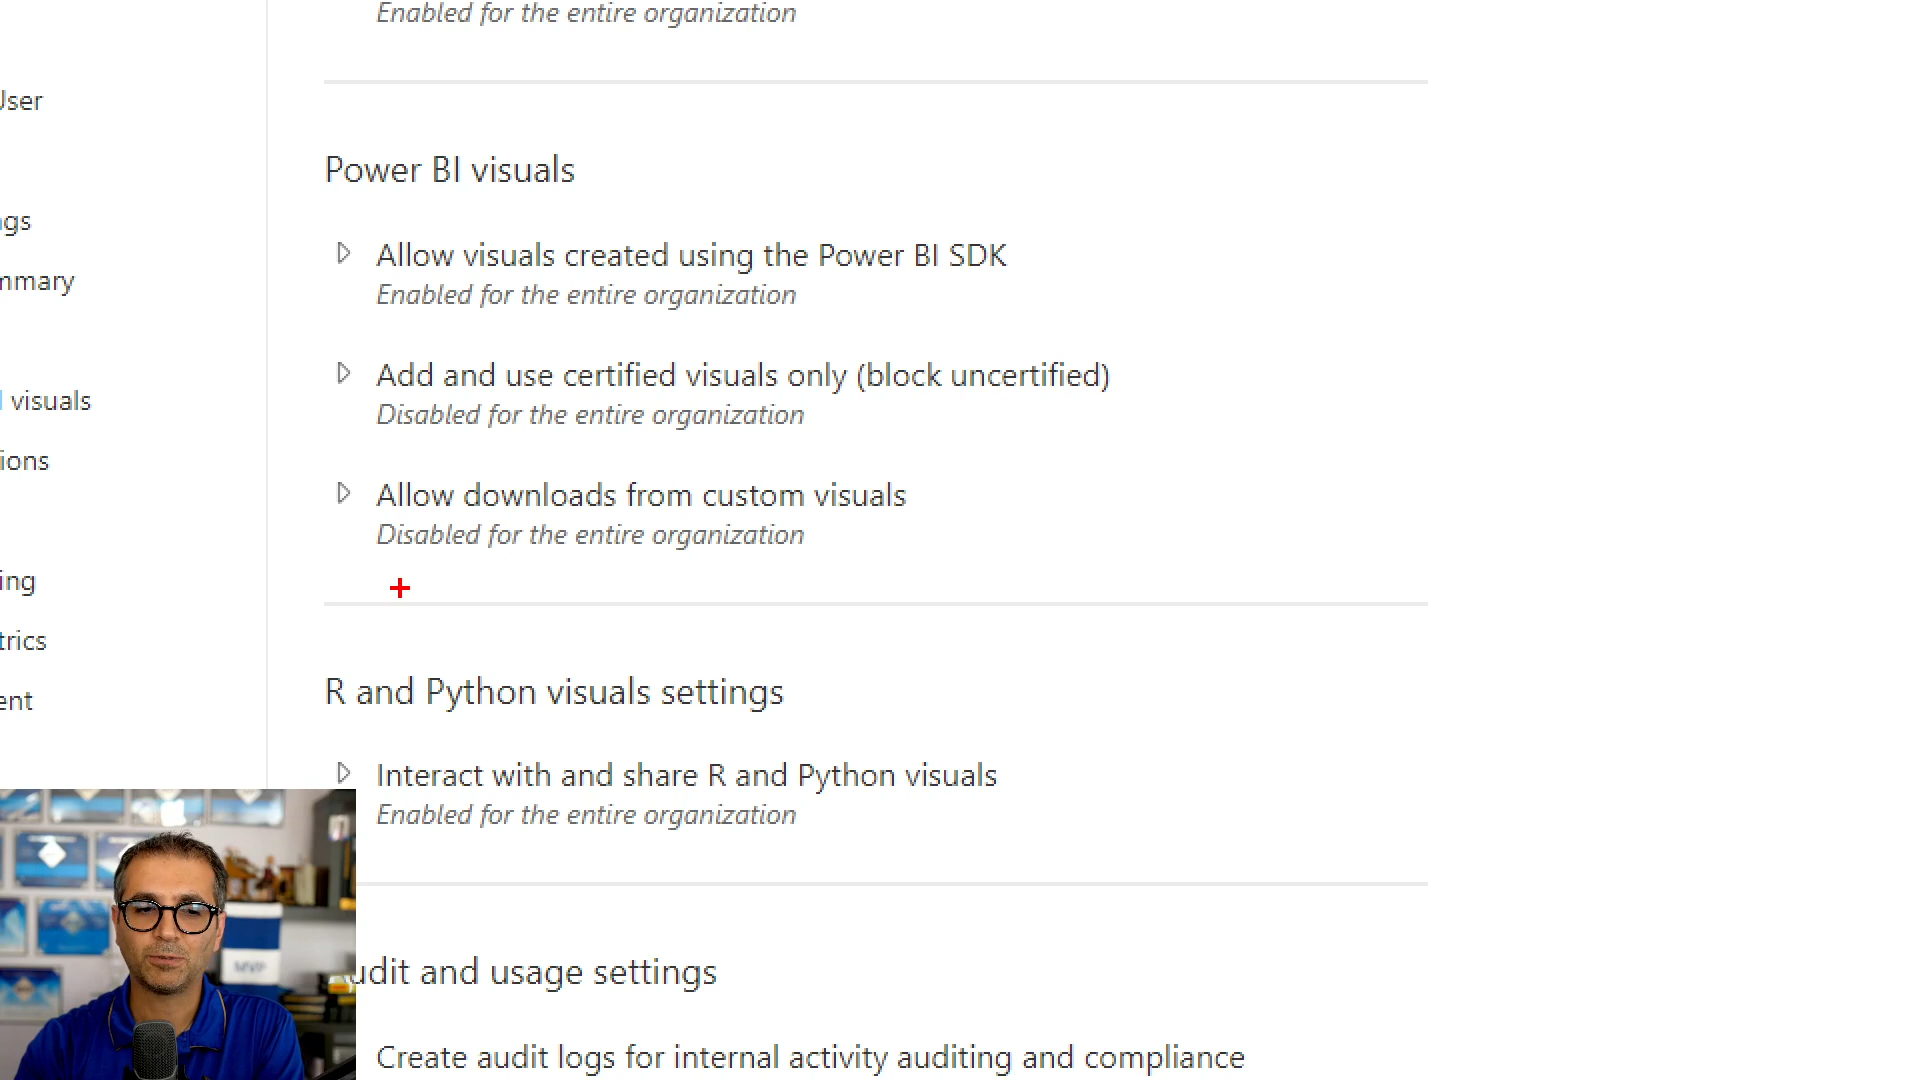 Enabled for the entire organization
User
Power BI visuals
ngs
Allow visuals created using the Power BI SDK
mmary
Enabled for the entire organization
Add and use certified visuals only (block uncertified)
visuals
Disabled for the entire organization
ions
Allow downloads from custom visuals
Disabled for the entire organization
ing
trics
R and Python visuals settings
ent
Interact with and share R and Python visuals
Enabled for the entire organization
MVP
udit and usage settings
Create audit logs for internal activity auditing and compliance